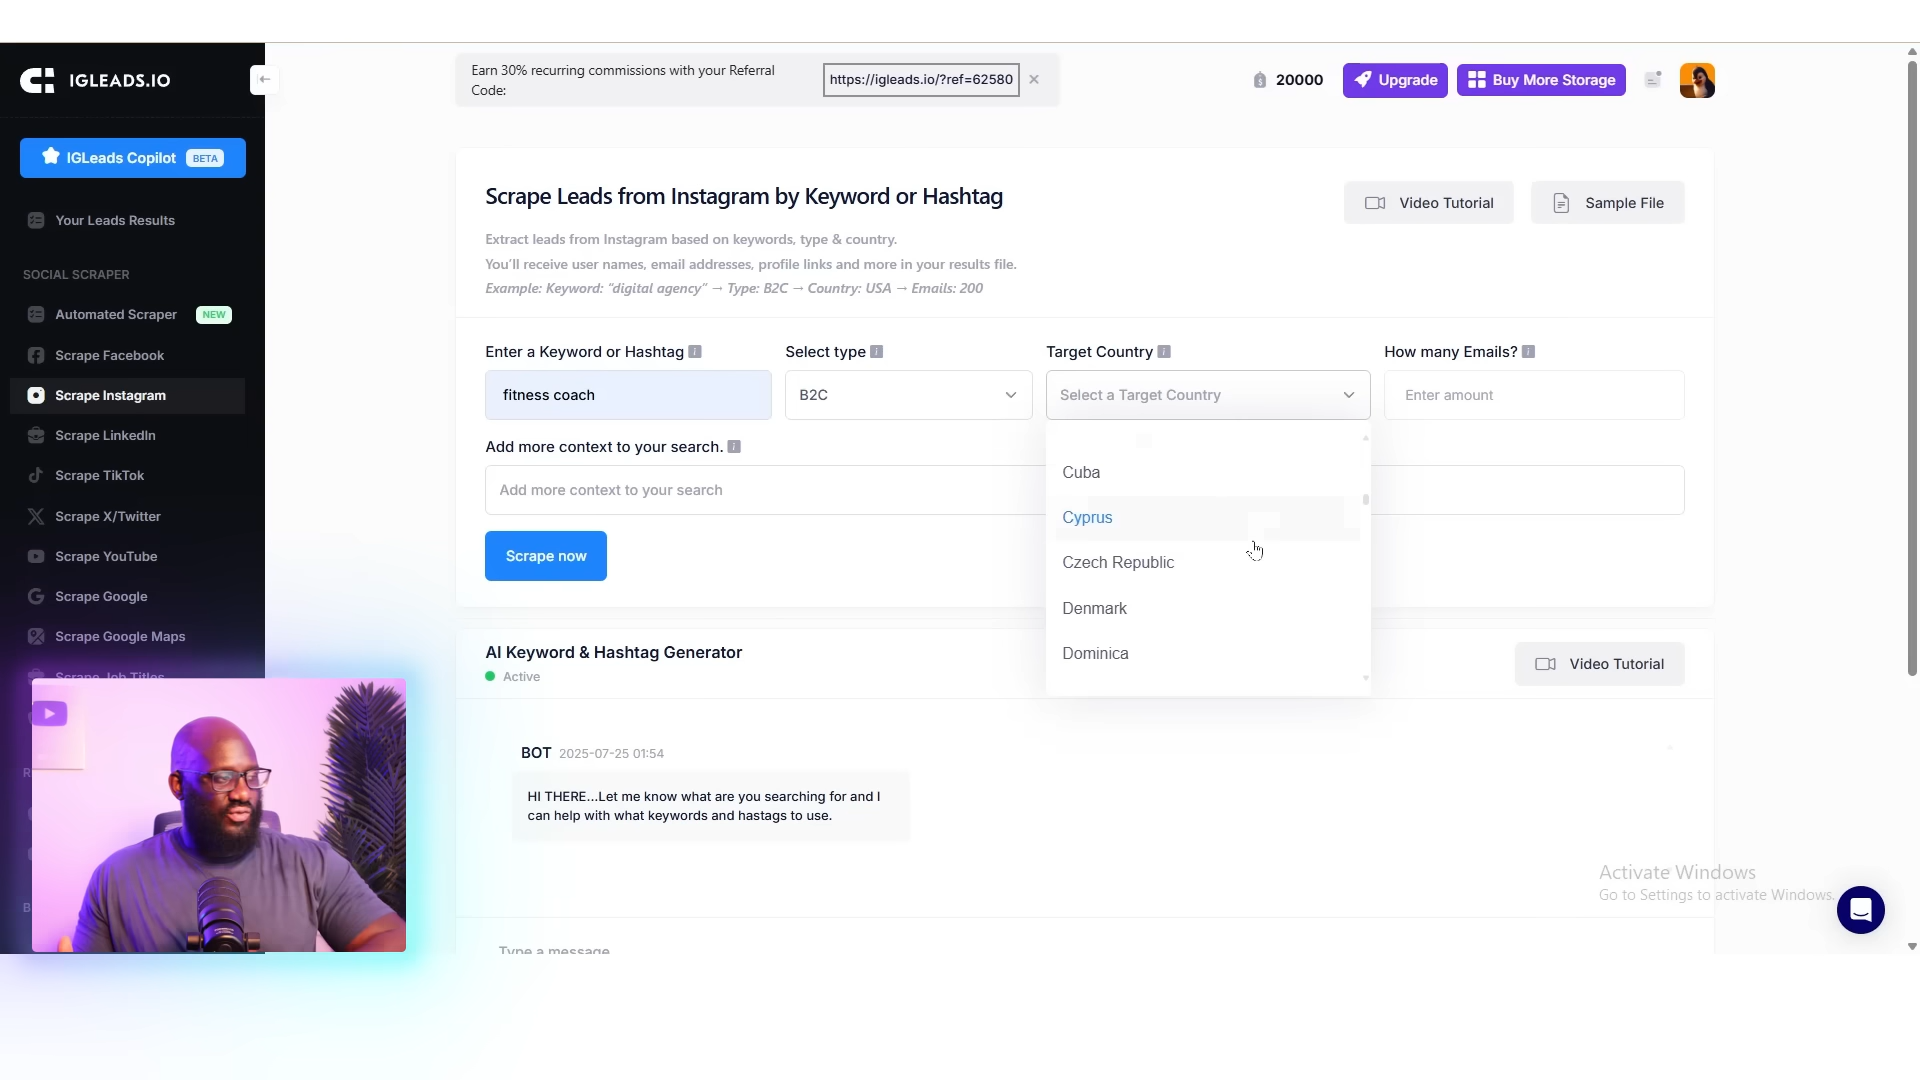 IGLEADS.IO
Earn 30% recurring commissions with your Referral
Code:
https://igleads.io/?ref=62580
20000
Upgrade
Buy More Storage
IGLeads Copilot BETA
Your Leads Results
SOCIAL SCRAPER
Automated Scraper NEW
Scrape Facebook
Scrape Instagram
Scrape LinkedIn
Scrape TikTok
Scrape X/Twitter
Scrape YouTube
Scrape Google
Scrape Google Maps
Scrape Job Titles
Scrape Leads from Instagram by Keyword or Hashtag
Video Tutorial
Sample File
Extract leads from Instagram based on keywords, type & country.
You'll receive user names, email addresses, profile links and more in your results file.
Example: Keyword: "digital agency" → Type: B2C → Country: USA → Emails: 200
Enter a Keyword or Hashtag
Select type
Target Country
How many Emails?
fitness coach
B2C
Select a Target Country
Enter amount
Add more context to your search.
Add more context to your search
Cuba
Cyprus
Czech Republic
Denmark
Dominica
Scrape now
AI Keyword & Hashtag Generator
Active
Video Tutorial
BOT 2025-07-25 01:54
HI THERE...Let me know what are you searching for and I
can help with what keywords and hastags to use.
Type a message
Activate Windows
Go to Settings to activate Windows.